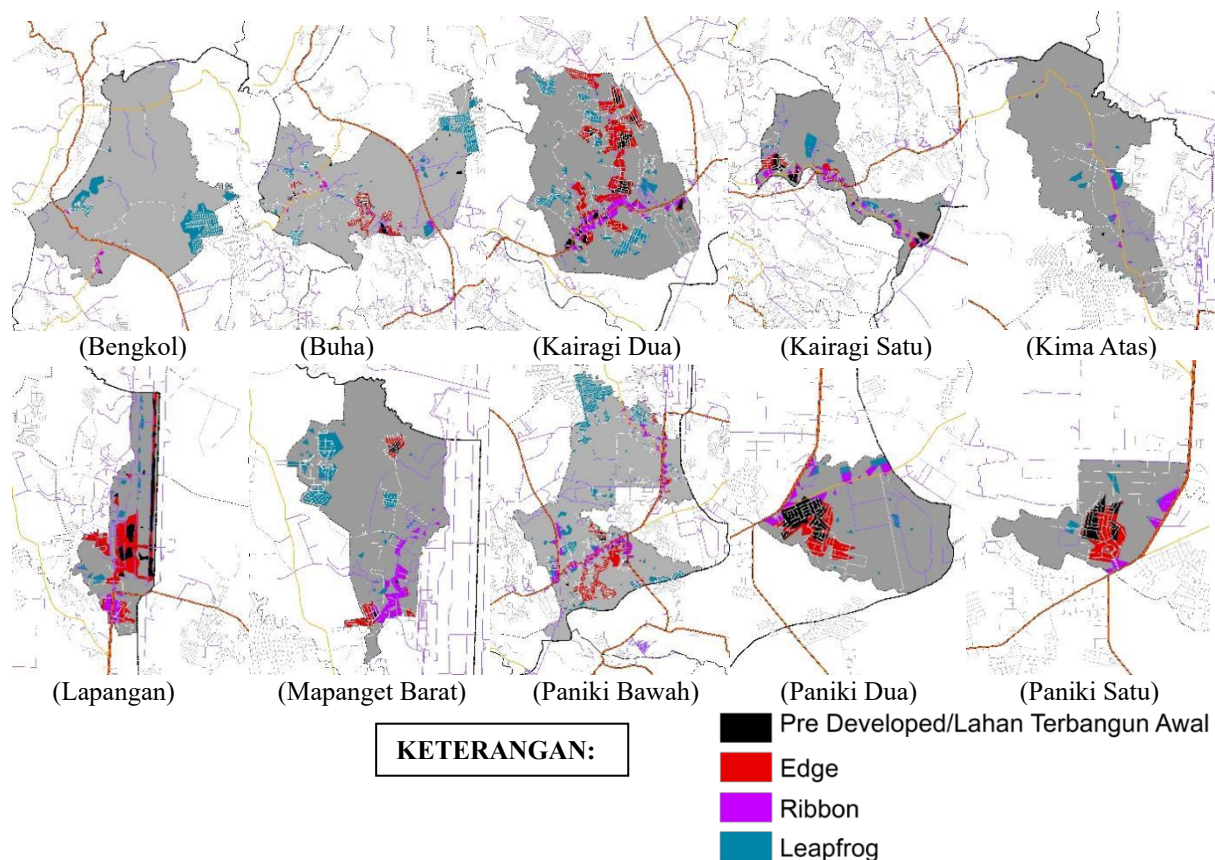 (Bengkol) (Buha) (Kairagi Dua) (Kairagi Satu) (Kima Atas)
(Lapangan) (Mapanget Barat) (Paniki Bawah) (Paniki Dua) (Paniki Satu)
KETERANGAN:
Pre Developed/Lahan Terbangun Awal
Edge
Ribbon
Leapfrog